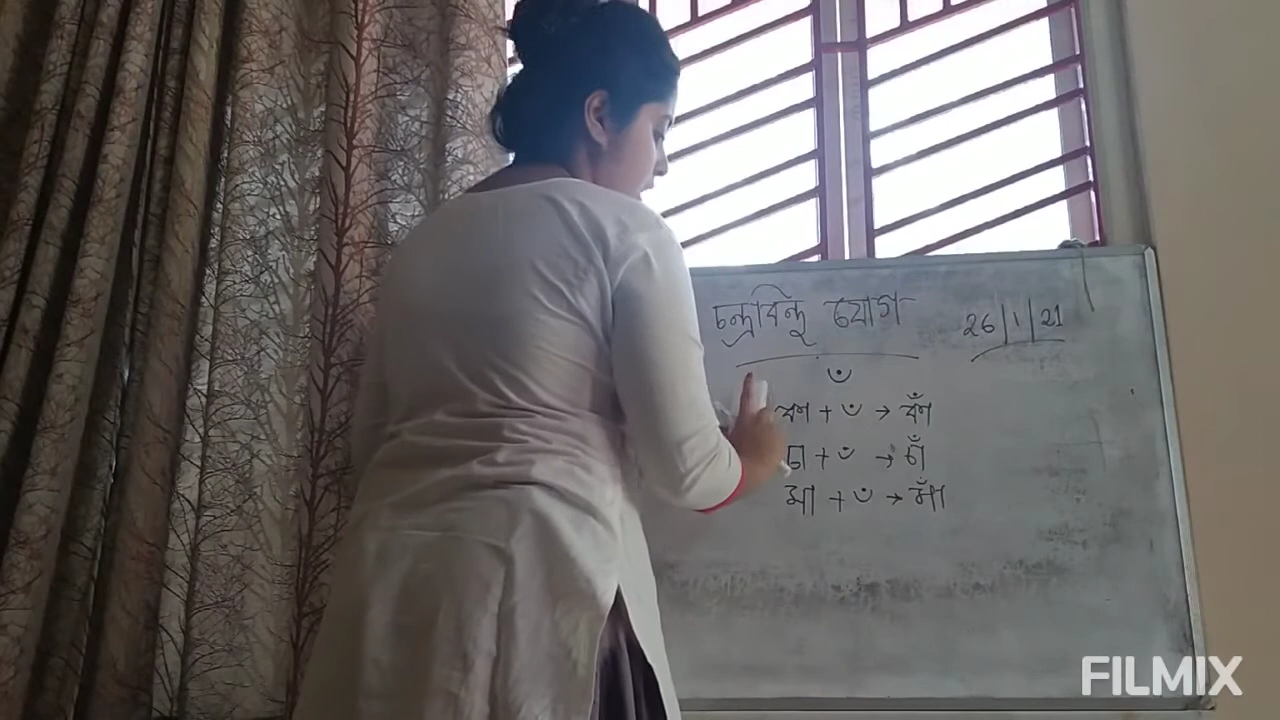 চন্দ্রবিন্দু যোগ
26|1|21
ঁ
কা + ঁ → কাঁ
চা + ঁ → চাঁ
মা + ঁ → মাঁ
FILMIX